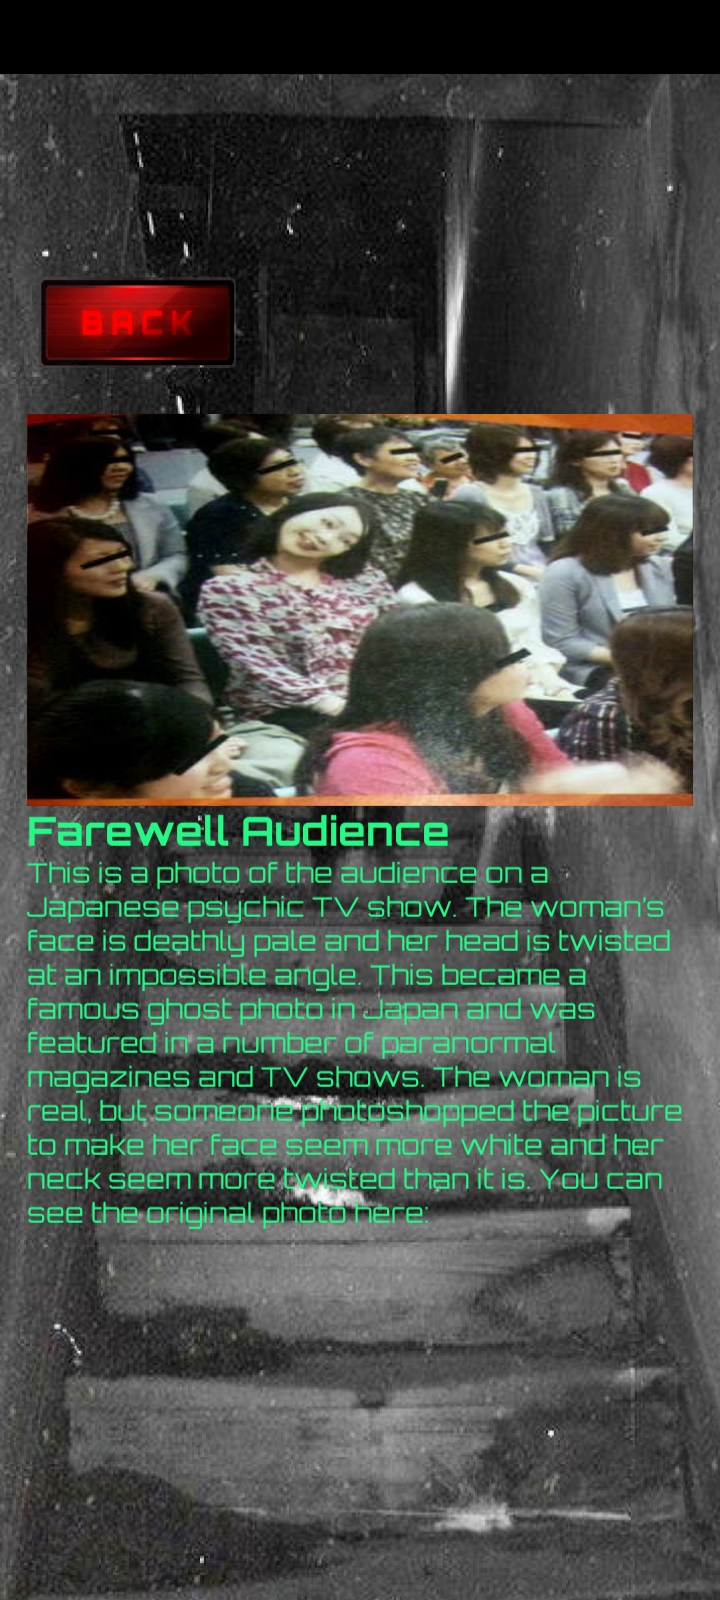 BACK
Farewell Audience
This is a photo of the audience on a
Japanese psychic TV show. The woman's
face is deathly pale and her head is twisted
at an impossible angle. This became a
famous ghost photo in Japan and was
featured in a number of paranormal
magazines and TV shows. The woman is
real, but someone photoshopped the picture
to make her face seem more white and her
neck seem more twisted than it is. You can
see the original photo here: